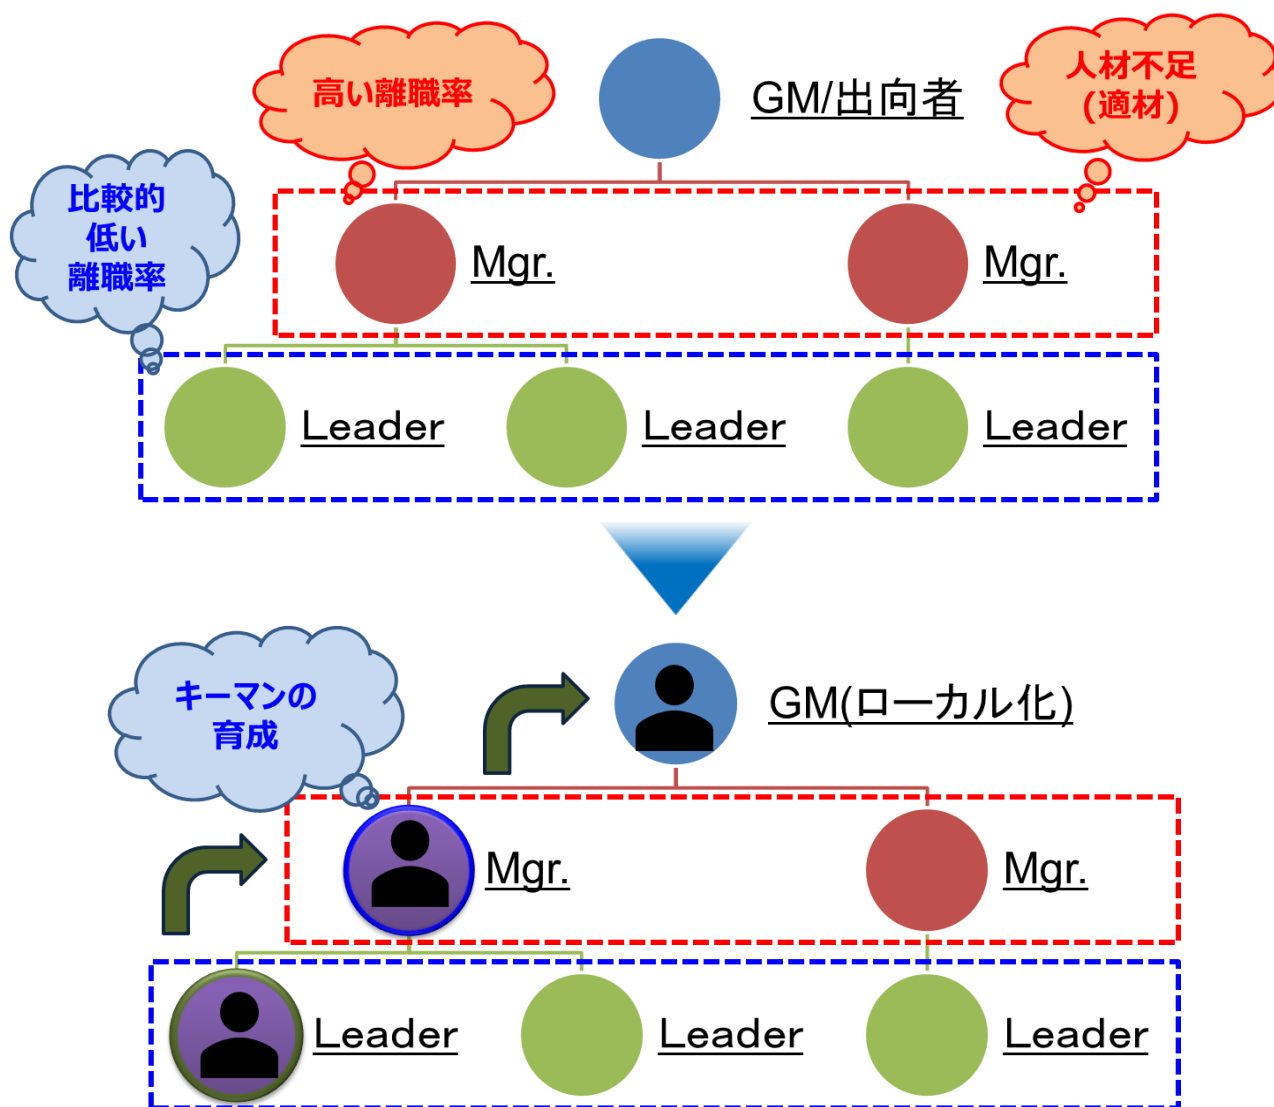 高い離職率
GM/出向者
人材不足
(適材)
比較的
低い
離職率
Mgr.
Mgr.
Leader
Leader
Leader
キーマンの
育成
GM(ローカル化)
Mgr.
Mgr.
Leader
Leader
Leader